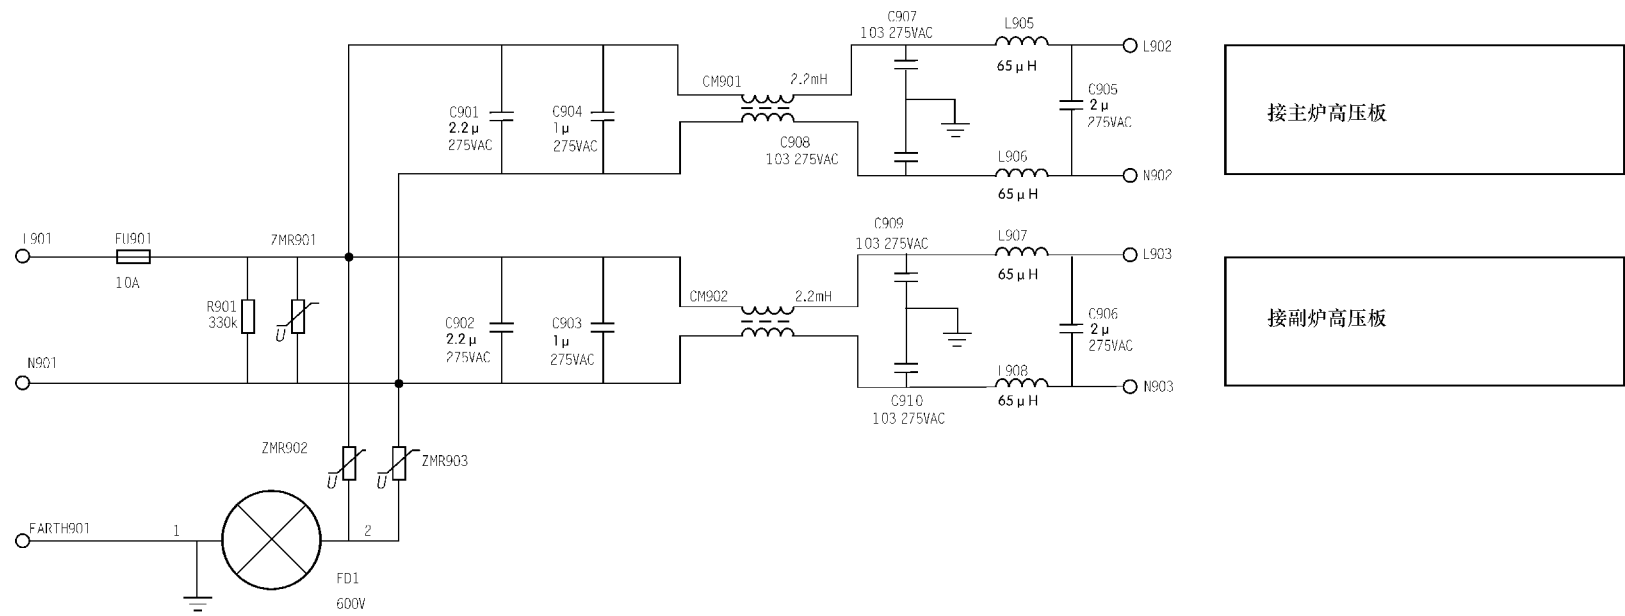 C907
103 275VAC
L905
65μH
L902
CM901
2.2mH
C901
2.2μ
275VAC
C904
1μ
275VAC
C905
2μ
275VAC
接主炉高压板
C908
103 275VAC
L906
65μH
N902
L901
FU901
10A
ZMR901
R901
330k
U
C909
103 275VAC
L907
65μH
L903
CM902
2.2mH
C902
2.2μ
275VAC
C903
1μ
275VAC
C906
2μ
275VAC
接副炉高压板
N901
L908
65μH
N903
C910
103 275VAC
ZMR902
U
ZMR903
U
EARTH901
1
2
FD1
600V